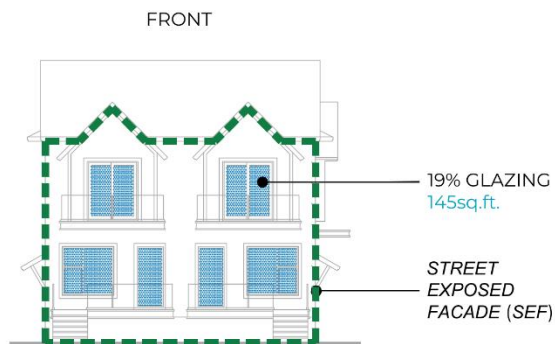 FRONT
19% GLAZING
145sq.ft.
STREET
EXPOSED
FACADE (SEF)